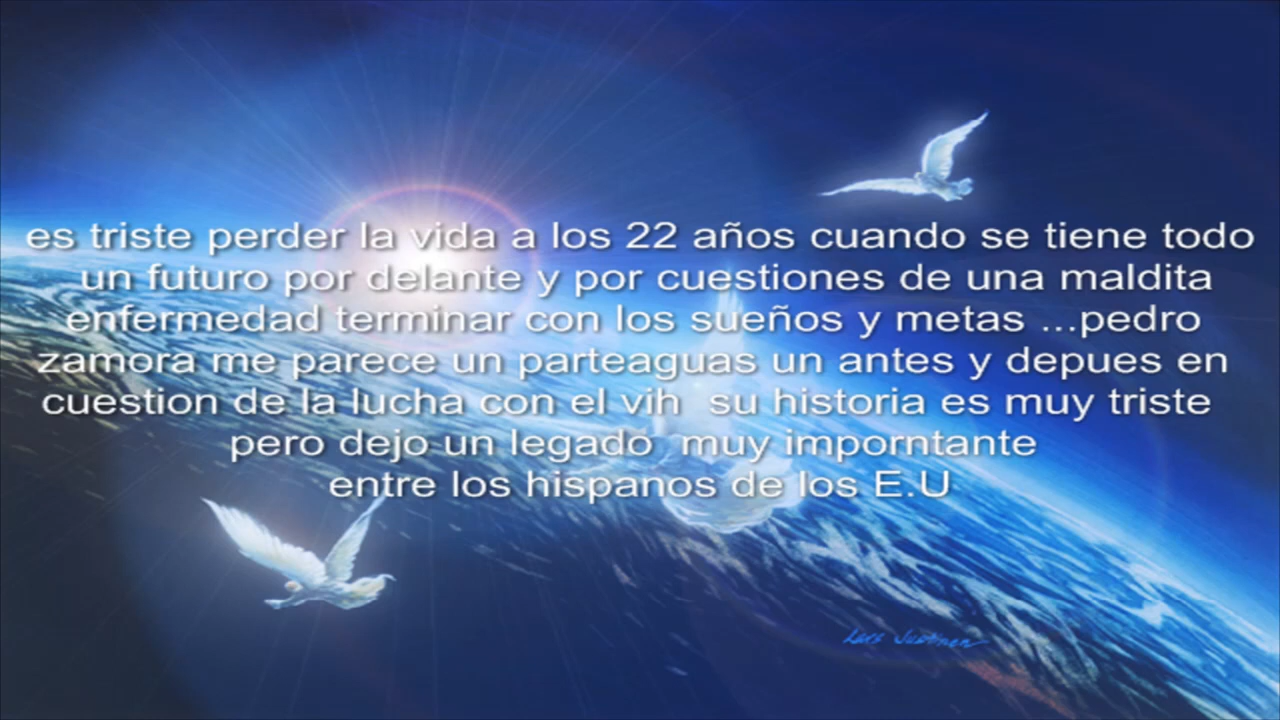 es triste perder la vida a los 22 años cuando se tiene todo
un futuro por delante y por cuestiones de una maldita
enfermedad terminar con los sueños y metas ...pedro
zamora me parece un parteaguas un antes y depues en
cuestion de la lucha con el vih su historia es muy triste
pero dejo un legado muy imporntante
entre los hispanos de los E.U